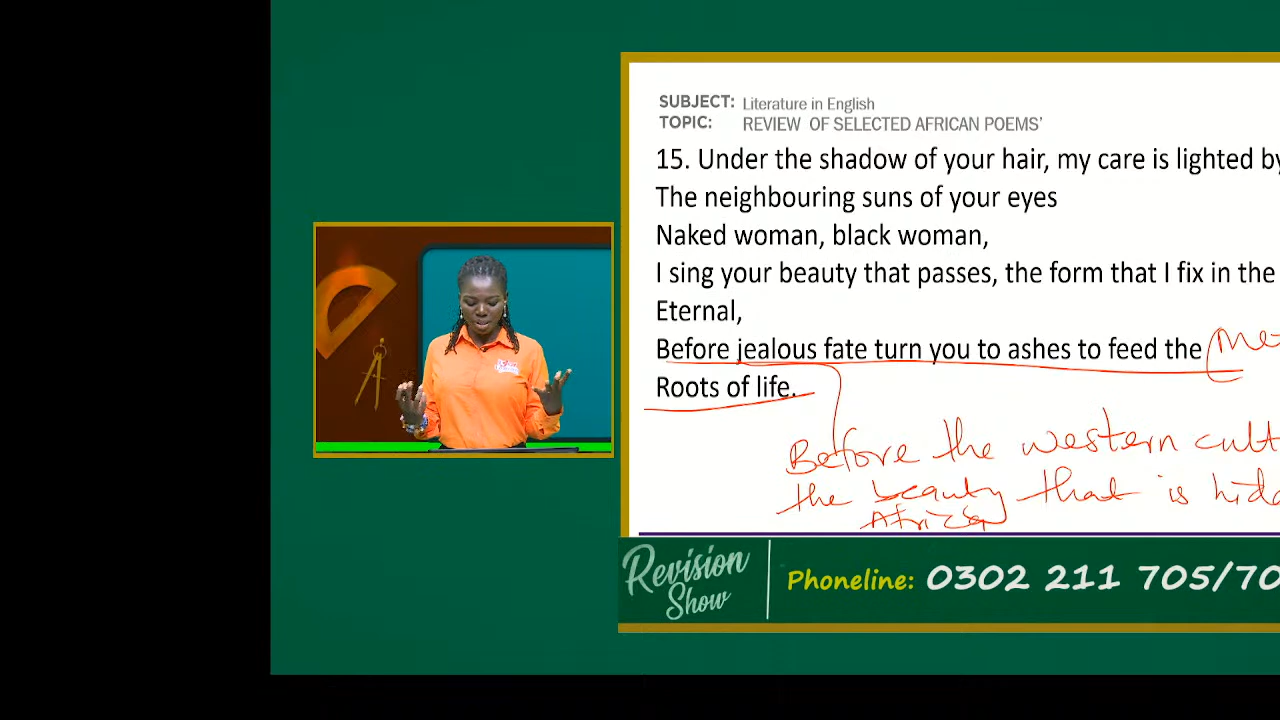 SUBJECT: Literature in English
TOPIC: REVIEW OF SELECTED AFRICAN POEMS'
15. Under the shadow of your hair, my care is lighted by
The neighbouring suns of your eyes
Naked woman, black woman,
I sing your beauty that passes, the form that I fix in the
Eternal,
Before jealous fate turn you to ashes to feed the
Roots of life.
Before the western
the beauty that is
Africa
Revision
Show
Phoneline: 0302 211 705/70